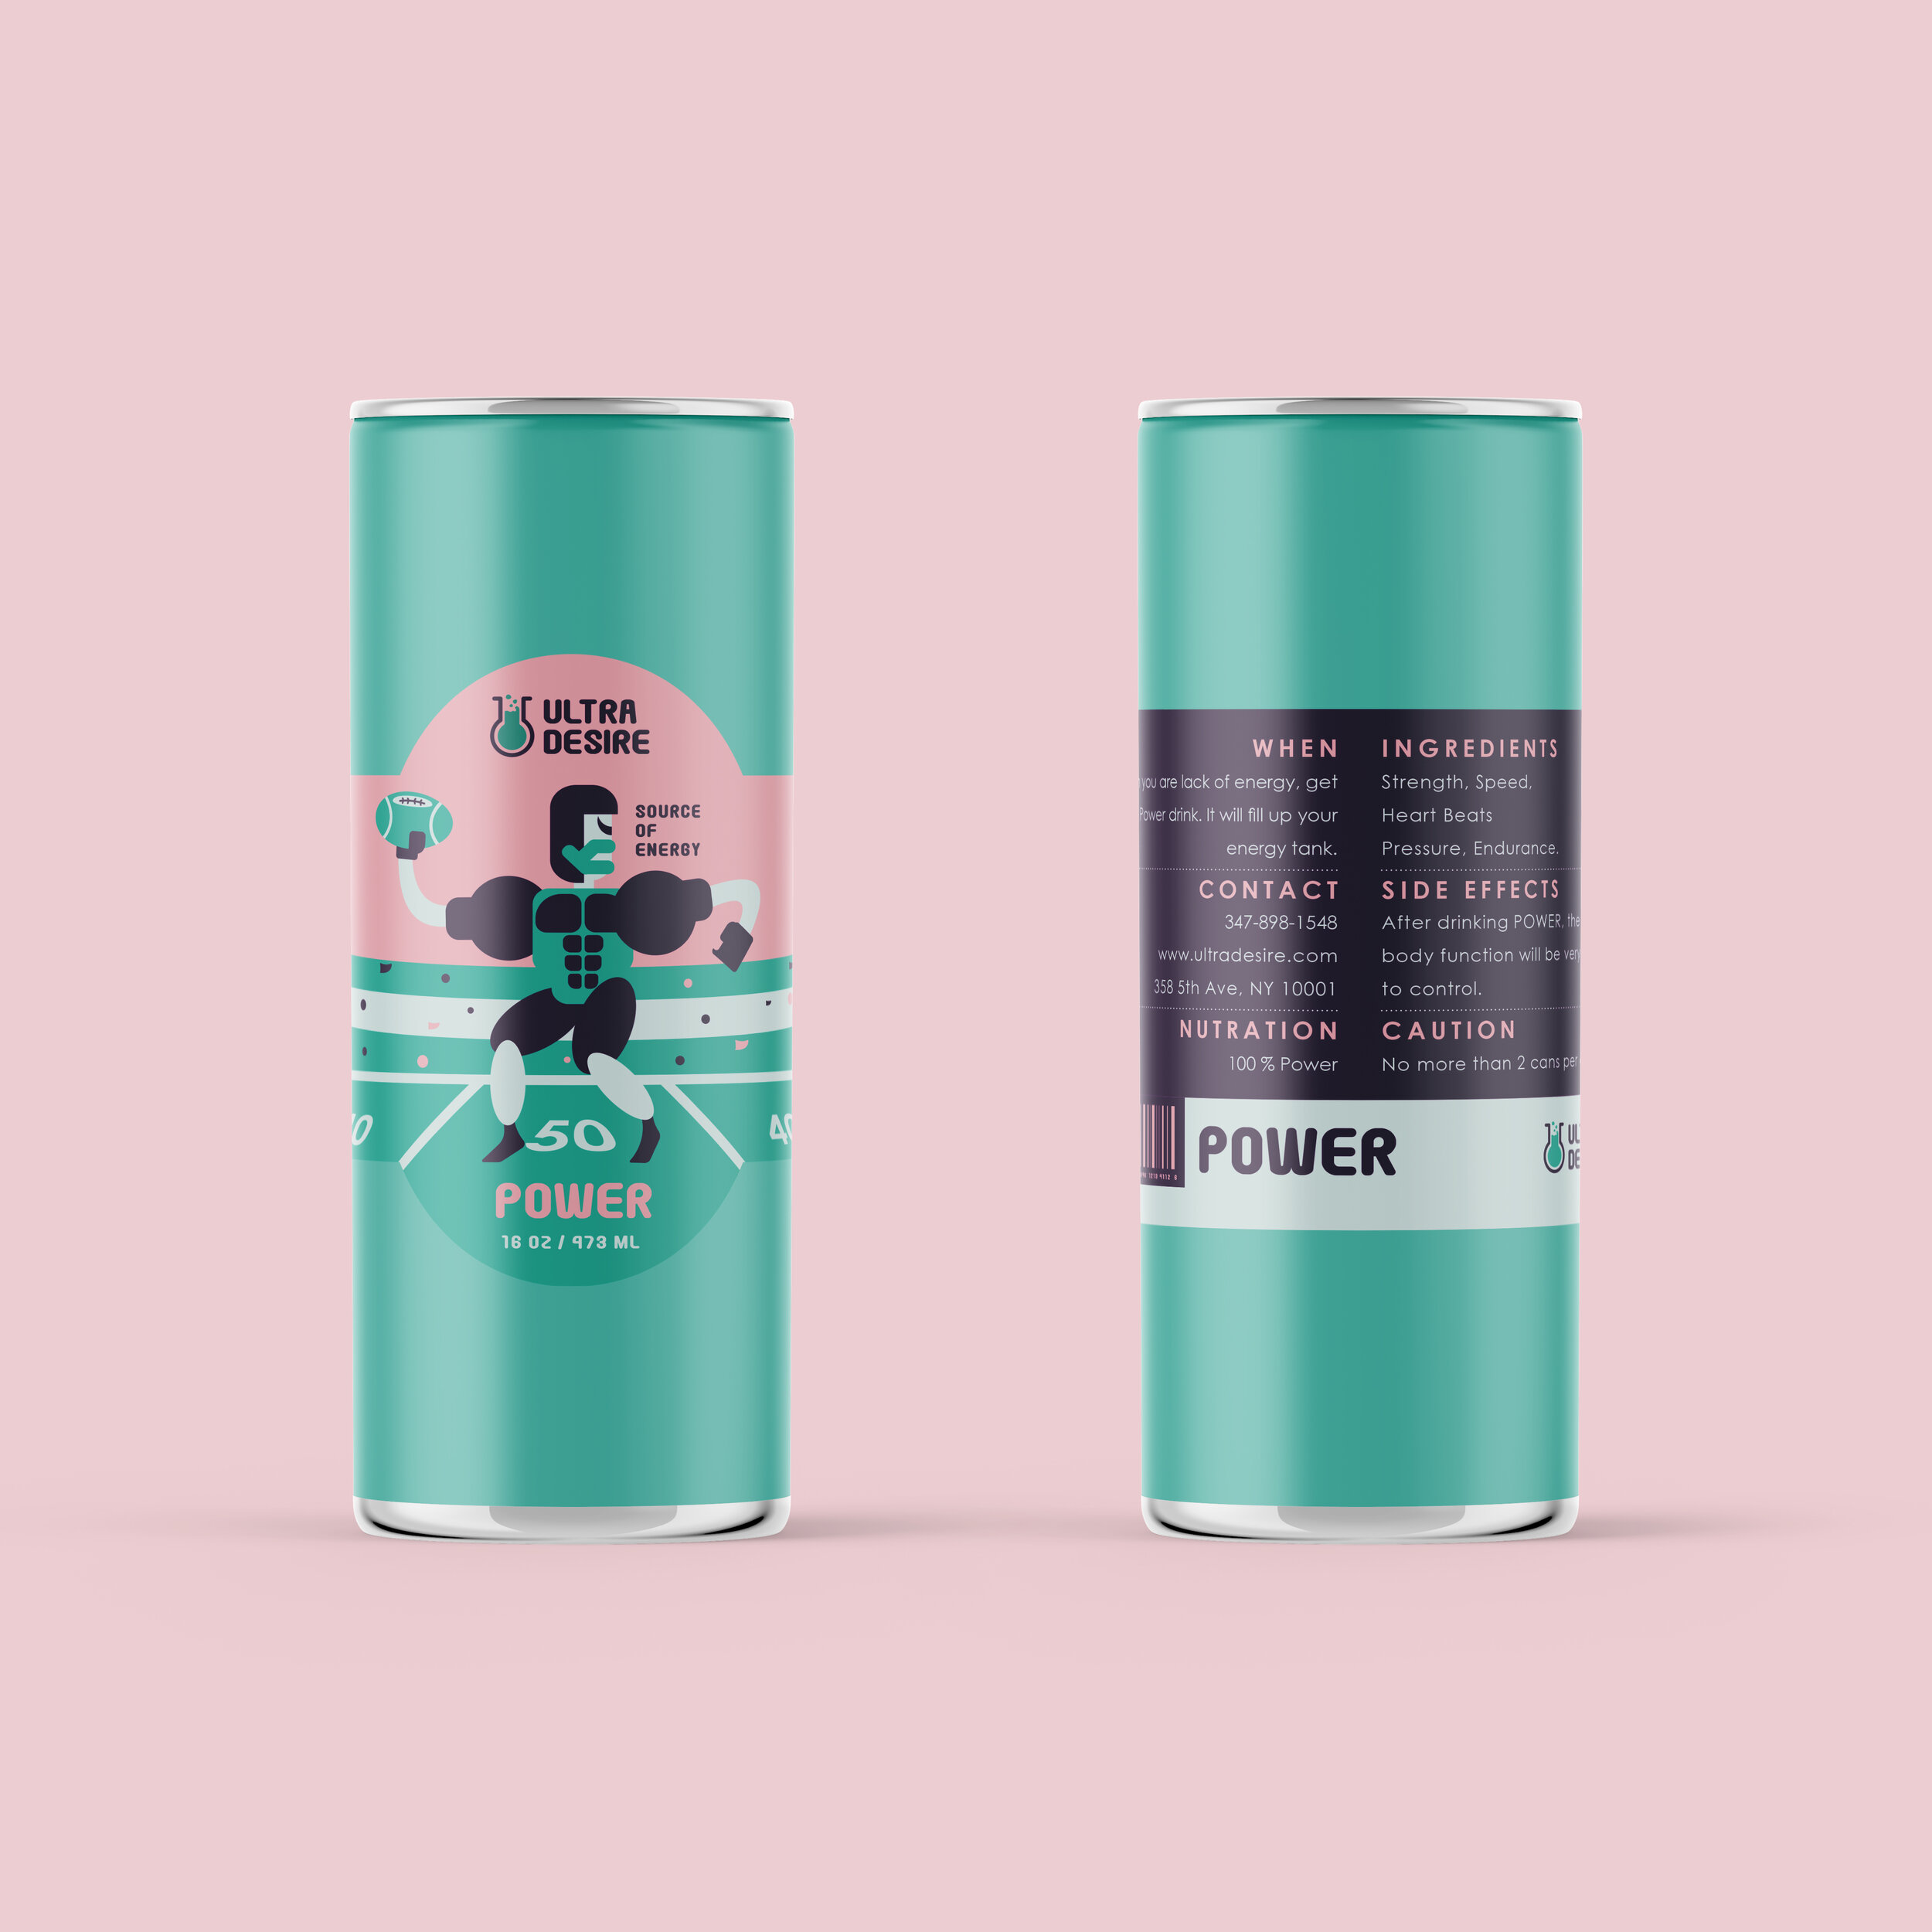 ULTRA
DESIRE
SOURCE
OF
ENERGY
50
POWER
16 OZ / 973 ML
WHEN
you are lack of energy, get
Power drink. It will fill up your
energy tank.
CONTACT
347-898-1548
www.ultradesire.com
358 5th Ave, NY 10001
NUTRATION
100 % Power
INGREDIENTS
Strength, Speed,
Heart Beats
Pressure, Endurance.
SIDE EFFECTS
After drinking POWER, the
body function will be very
to control.
CAUTION
No more than 2 cans per
POWER